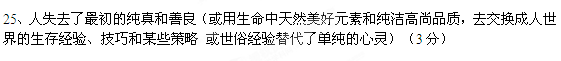 25、人失去了最初的纯真和善良（或用生命中天然美好元素和纯洁高尚品质，去交换成人世
界的生存经验、技巧和某些策略 或世俗经验替代了单纯的心灵）（3分）